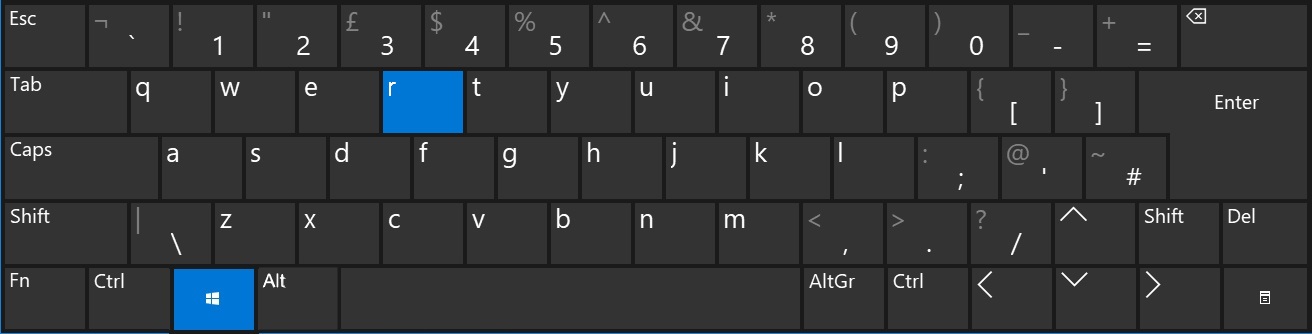 Esc ¬ ` ! 1 " 2 £ 3 $ 4 % 5 ^ 6 & 7 * 8 ( 9 ) 0 _ - + =
Tab q w e r t y u i o p { [ } ] Enter
Caps a s d f g h j k l : ; @ ' ~ #
Shift | \ z x c v b n m < , > . ? / Shift Del
Fn Ctrl Alt AltGr Ctrl